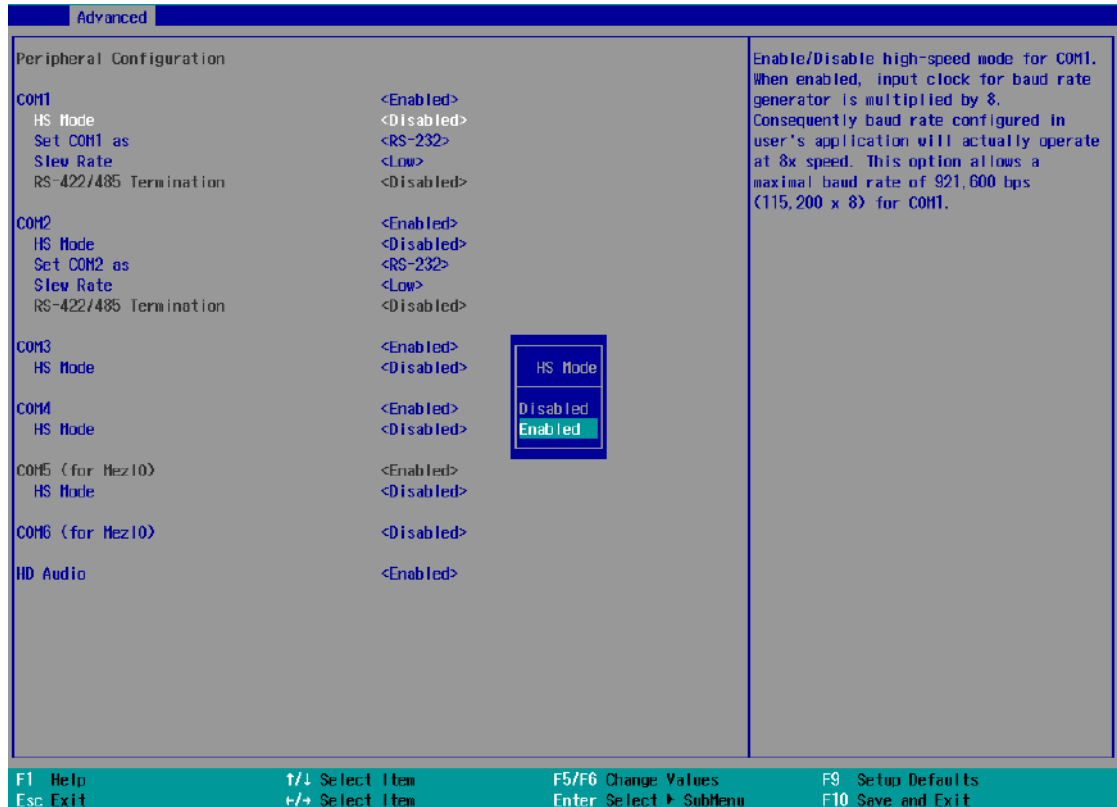 Advanced
Peripheral Configuration
COM1 <Enabled>
HS Mode <Disabled>
Set COM1 as <RS-232>
Slew Rate <Low>
RS-422/485 Termination <Disabled>
COM2 <Enabled>
HS Mode <Disabled>
Set COM2 as <RS-232>
Slew Rate <Low>
RS-422/485 Termination <Disabled>
COM3 <Enabled>
HS Mode <Disabled>
COM4 <Enabled>
HS Mode <Disabled>
COM5 (for MezIO) <Enabled>
HS Mode <Disabled>
COM6 (for MezIO) <Disabled>
HD Audio <Enabled>
HS Mode
Disabled
Enabled
Enable/Disable high-speed mode for COM1.
When enabled, input clock for baud rate
generator is multiplied by 8.
Consequently baud rate configured in
user's application will actually operate
at 8x speed. This option allows a
maximal baud rate of 921,600 bps
(115,200 x 8) for COM1.
F1 Help ↑/↓ Select Item F5/F6 Change Values F9 Setup Defaults
Esc Exit ←/→ Select Item Enter Select ▶ SubMenu F10 Save and Exit